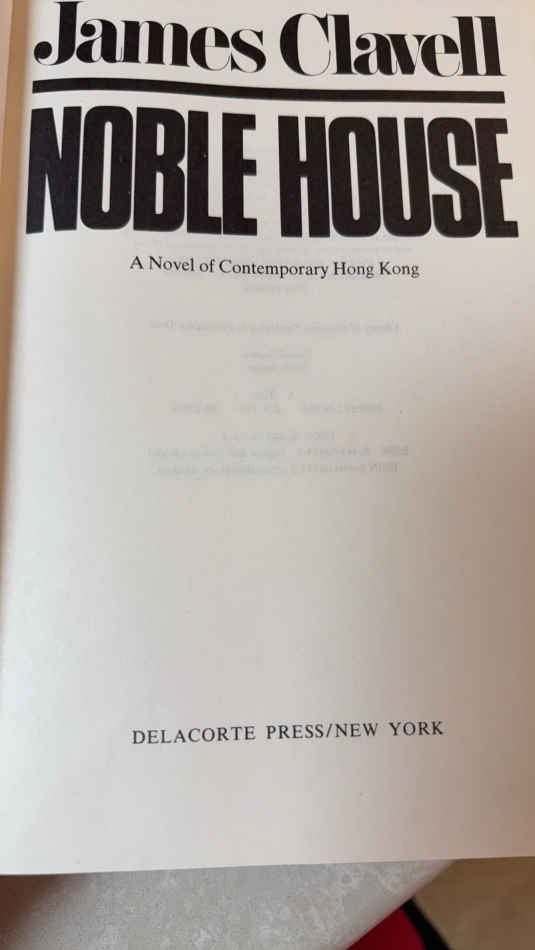 James Clavell
NOBLE HOUSE
A Novel of Contemporary Hong Kong
DELACORTE PRESS/NEW YORK